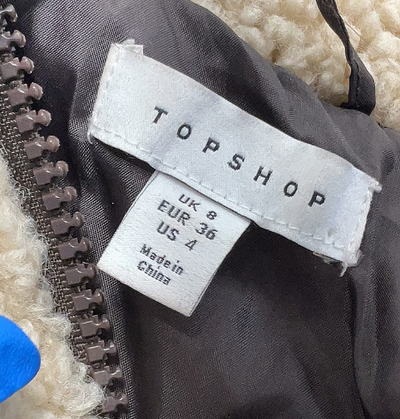 TOPSHOP
UK 8
EUR 36
US 4
Made in
China